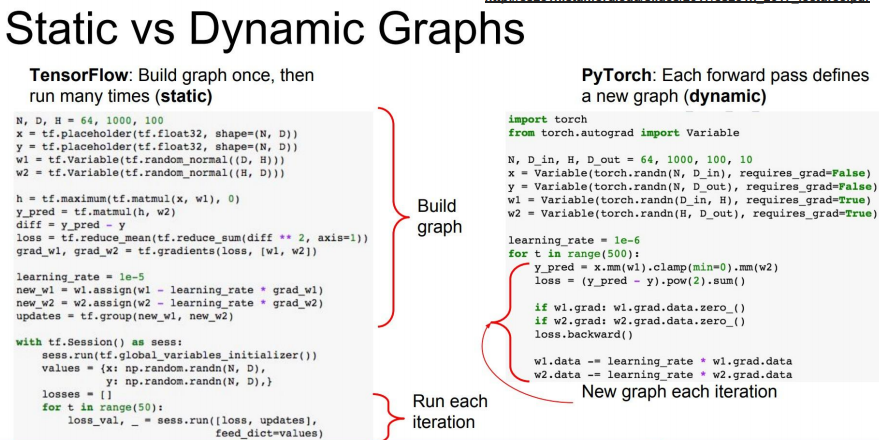 Static vs Dynamic Graphs
TensorFlow: Build graph once, then
run many times (static)
N, D, H = 64, 1000, 100
x = tf.placeholder(tf.float32, shape=(N, D))
y = tf.placeholder(tf.float32, shape=(N, D))
w1 = tf.Variable(tf.random_normal((D, H)))
w2 = tf.Variable(tf.random_normal((H, D)))
h = tf.maximum(tf.matmul(x, w1), 0)
y_pred = tf.matmul(h, w2)
diff = y_pred - y
loss = tf.reduce_mean(tf.reduce_sum(diff ** 2, axis=1))
grad_w1, grad_w2 = tf.gradients(loss, [w1, w2])
learning_rate = 1e-5
new_w1 = w1.assign(w1 - learning_rate * grad_w1)
new_w2 = w2.assign(w2 - learning_rate * grad_w2)
updates = tf.group(new_w1, new_w2)
with tf.Session() as sess:
    sess.run(tf.global_variables_initializer())
    values = {x: np.random.randn(N, D),
              y: np.random.randn(N, D),}
    losses = []
    for t in range(50):
        loss_val, _ = sess.run([loss, updates],
                               feed_dict=values)
Build
graph
Run each
iteration
PyTorch: Each forward pass defines
a new graph (dynamic)
import torch
from torch.autograd import Variable
N, D_in, H, D_out = 64, 1000, 100, 10
x = Variable(torch.randn(N, D_in), requires_grad=False)
y = Variable(torch.randn(N, D_out), requires_grad=False)
w1 = Variable(torch.randn(D_in, H), requires_grad=True)
w2 = Variable(torch.randn(H, D_out), requires_grad=True)
learning_rate = 1e-6
for t in range(500):
    y_pred = x.mm(w1).clamp(min=0).mm(w2)
    loss = (y_pred - y).pow(2).sum()
    if w1.grad: w1.grad.data.zero_()
    if w2.grad: w2.grad.data.zero_()
    loss.backward()
    w1.data -= learning_rate * w1.grad.data
    w2.data -= learning_rate * w2.grad.data
New graph each iteration